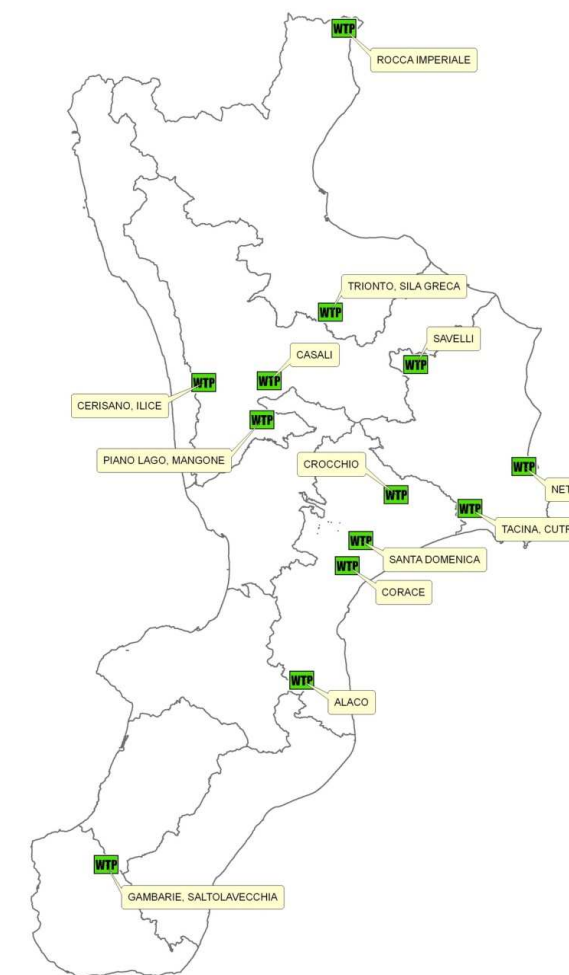 WTP
ROCCA IMPERIALE
TRIONTO, SILA GRECA
WTP
SAVELLI
WTP
CASALI
WTP
WTP
CERISANO, ILICE
WTP
PIANO LAGO, MANGONE
CROCCHIO
WTP
WTP
NET
WTP
TACINA, CUTR
WTP
SANTA DOMENICA
WTP
CORACE
WTP
ALACO
WTP
GAMBARIE, SALTOLAVECCHIA